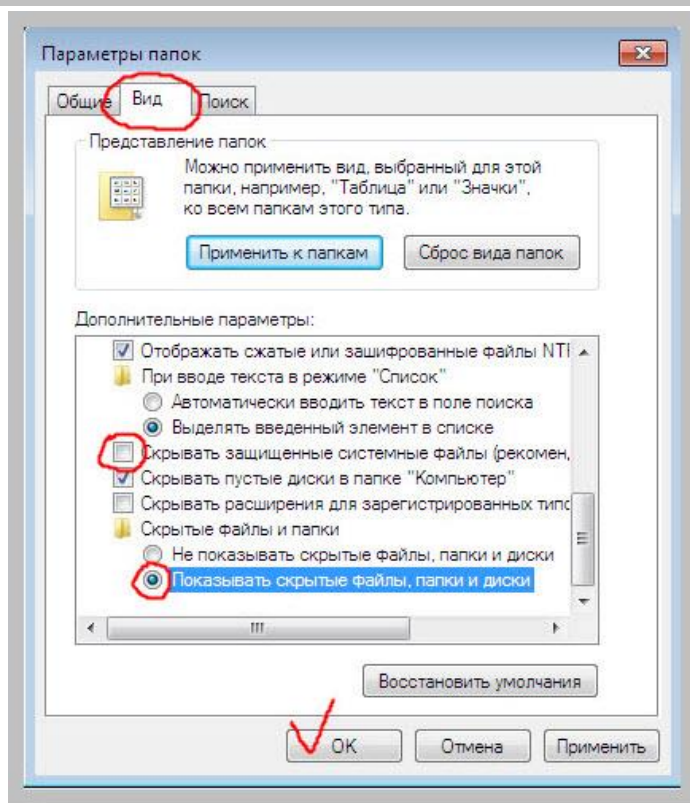 Параметры папок
Общие Вид Поиск
Представление папок
Можно применить вид, выбранный для этой
папки, например, "Таблица" или "Значки",
ко всем папкам этого типа.
Применить к папкам Сброс вида папок
Дополнительные параметры:
Отображать сжатые или зашифрованные файлы NTF
При вводе текста в режиме "Список"
Автоматически вводить текст в поле поиска
Выделять введенный элемент в списке
Скрывать защищенные системные файлы (рекомен,
Скрывать пустые диски в папке "Компьютер"
Скрывать расширения для зарегистрированных типо
Скрытые файлы и папки
Не показывать скрытые файлы, папки и диски
Показывать скрытые файлы, папки и диски
Восстановить умолчания
ОК Отмена Применить